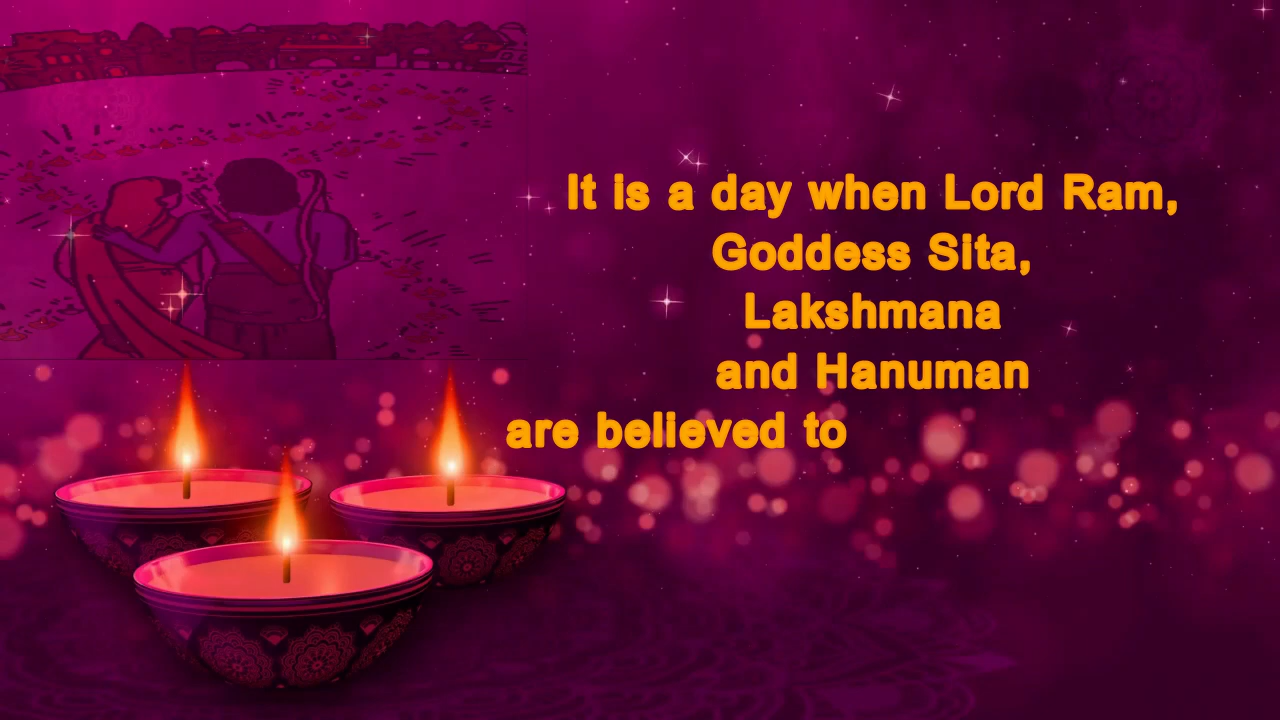 It is a day when Lord Ram,
Goddess Sita,
Lakshmana
and Hanuman
are believed to